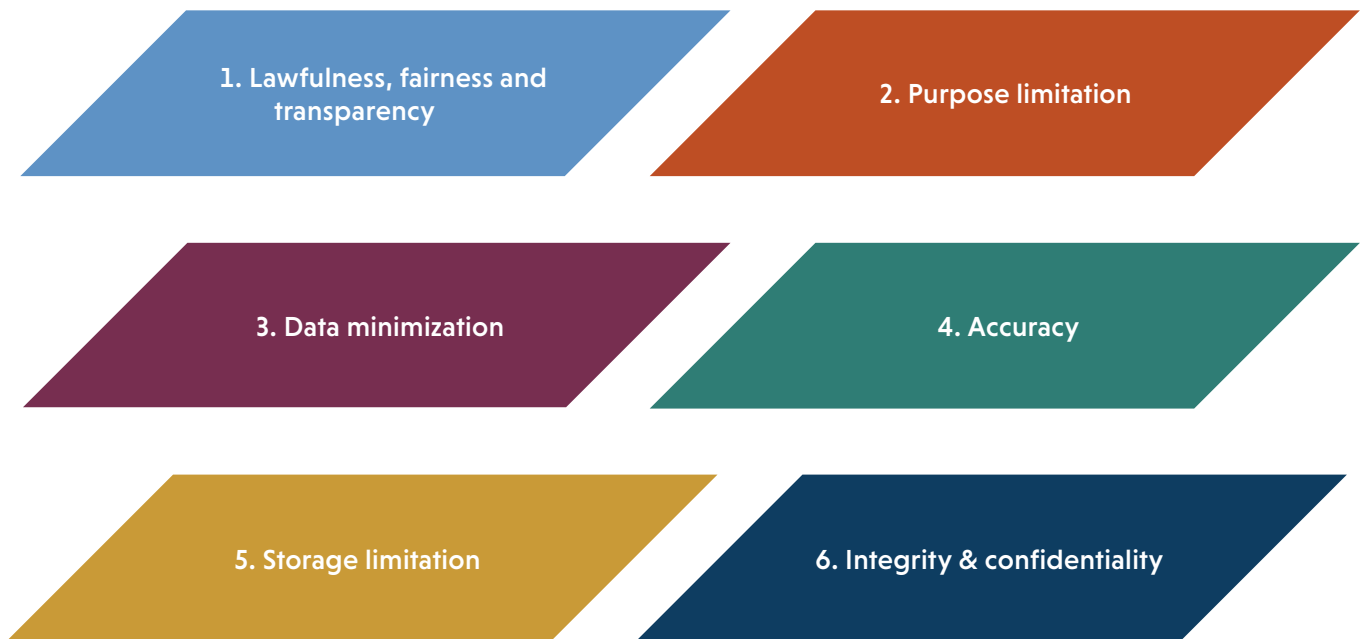 1. Lawfulness, fairness and
transparency
2. Purpose limitation
3. Data minimization
4. Accuracy
5. Storage limitation
6. Integrity & confidentiality